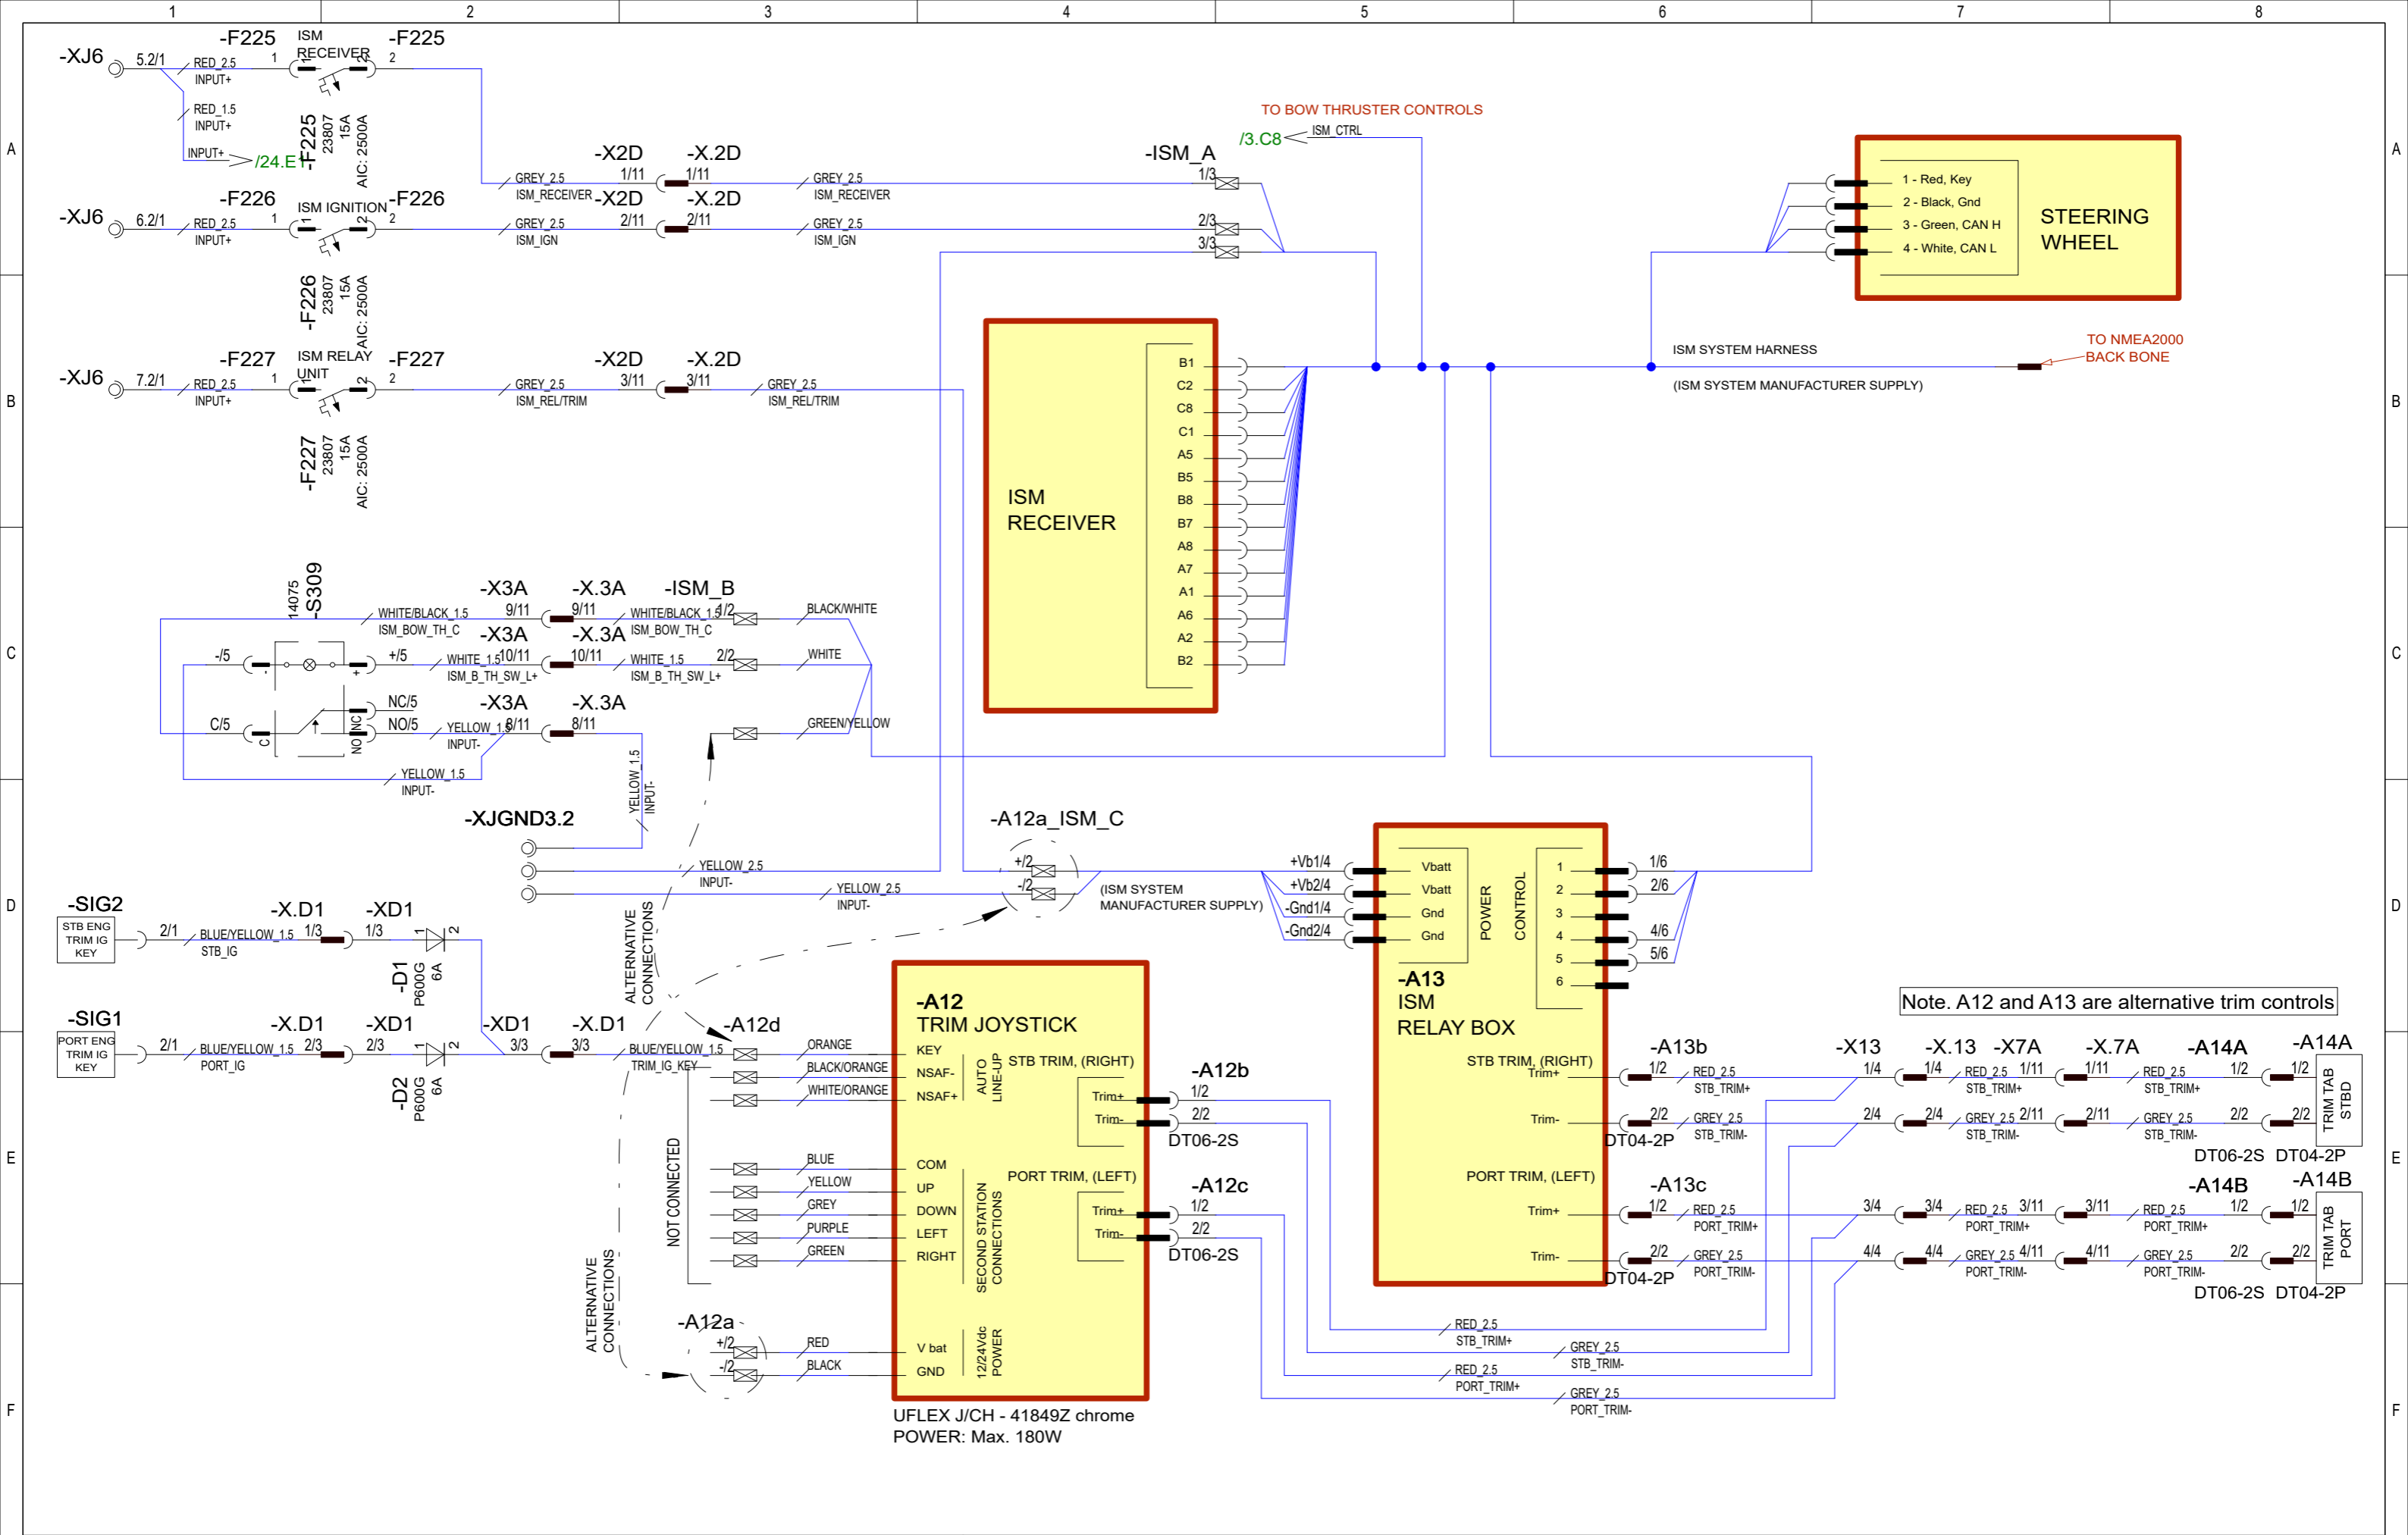 1 2 3 4 5 6 7 8
A
B
C
D
E
F
-XJ6
5.2/1
RED_2.5
INPUT+
-F225
1
ISM
RECEIVER
1
2
-F225
2
RED_1.5
INPUT+
INPUT+
/24.E1
-F225
23807
15A
AIC: 2500A
-X2D
1/11
-X.2D
1/11
GREY_2.5
ISM_RECEIVER
GREY_2.5
ISM_RECEIVER
-ISM_A
1/3
2/3
3/3
TO BOW THRUSTER CONTROLS
/3.C8
ISM_CTRL
-XJ6
6.2/1
RED_2.5
INPUT+
-F226
1
ISM IGNITION
1
2
-F226
2
GREY_2.5
ISM_IGN
-X2D
2/11
-X.2D
2/11
GREY_2.5
ISM_IGN
-F226
23807
15A
AIC: 2500A
1 - Red, Key
2 - Black, Gnd
3 - Green, CAN H
4 - White, CAN L
STEERING
WHEEL
-XJ6
7.2/1
RED_2.5
INPUT+
-F227
1
ISM RELAY
UNIT
1
2
-F227
2
GREY_2.5
ISM_REL/TRIM
-X2D
3/11
-X.2D
3/11
GREY_2.5
ISM_REL/TRIM
-F227
23807
15A
AIC: 2500A
ISM
RECEIVER
B1
C2
C8
C1
A5
B5
B8
B7
A8
A7
A1
A6
A2
B2
ISM SYSTEM HARNESS
(ISM SYSTEM MANUFACTURER SUPPLY)
TO NMEA2000
BACK BONE
14075
-S309
WHITE/BLACK_1.5
ISM_BOW_TH_C
-X3A
9/11
-X.3A
9/11
WHITE/BLACK_1.5
ISM_BOW_TH_C
-ISM_B
1/2
BLACK/WHITE
-/5
-
+
+/5
WHITE_1.5
ISM_B_TH_SW_L+
-X3A
10/11
-X.3A
10/11
WHITE_1.5
ISM_B_TH_SW_L+
2/2
WHITE
C/5
C
NC
NO
NC/5
NO/5
YELLOW_1.5
INPUT-
-X3A
8/11
-X.3A
8/11
GREEN/YELLOW
YELLOW_1.5
INPUT-
YELLOW_1.5
INPUT-
-XJGND3.2
YELLOW_2.5
INPUT-
YELLOW_2.5
INPUT-
-A12a_ISM_C
+/2
-/2
(ISM SYSTEM
MANUFACTURER SUPPLY)
ALTERNATIVE
CONNECTIONS
+Vb1/4
+Vb2/4
-Gnd1/4
-Gnd2/4
Vbatt
Vbatt
Gnd
Gnd
POWER
CONTROL
1
2
3
4
5
6
1/6
2/6
4/6
5/6
-A13
ISM
RELAY BOX
Note. A12 and A13 are alternative trim controls
-SIG2
STB ENG
TRIM IG
KEY
2/1
BLUE/YELLOW_1.5
STB_IG
-X.D1
1/3
-XD1
1/3
1
2
-D1
P600G
6A
-SIG1
PORT ENG
TRIM IG
KEY
2/1
BLUE/YELLOW_1.5
PORT_IG
-X.D1
2/3
-XD1
2/3
1
2
-D2
P600G
6A
-XD1
3/3
-X.D1
3/3
BLUE/YELLOW_1.5
TRIM_IG_KEY
-A12d
ORANGE
BLACK/ORANGE
WHITE/ORANGE
BLUE
YELLOW
GREY
PURPLE
GREEN
NOT CONNECTED
ALTERNATIVE
CONNECTIONS
-A12a
+/2
-/2
RED
BLACK
-A12
TRIM JOYSTICK
KEY
NSAF-
NSAF+
AUTO
LINE-UP
COM
UP
DOWN
LEFT
RIGHT
SECOND STATION
CONNECTIONS
V bat
GND
12/24Vdc
POWER
STB TRIM, (RIGHT)
Trim+
Trim-
PORT TRIM, (LEFT)
Trim+
Trim-
UFLEX J/CH - 41849Z chrome
POWER: Max. 180W
-A12b
1/2
2/2
DT06-2S
-A12c
1/2
2/2
DT06-2S
STB TRIM, (RIGHT)
Trim+
Trim-
PORT TRIM, (LEFT)
Trim+
Trim-
-A13b
1/2
RED_2.5
STB_TRIM+
2/2
GREY_2.5
STB_TRIM-
DT04-2P
-A13c
1/2
RED_2.5
PORT_TRIM+
2/2
GREY_2.5
PORT_TRIM-
DT04-2P
-X13
1/4
2/4
3/4
4/4
-X.13
1/4
2/4
3/4
4/4
RED_2.5
STB_TRIM+
GREY_2.5
STB_TRIM-
RED_2.5
PORT_TRIM+
GREY_2.5
PORT_TRIM-
-X7A
1/11
2/11
3/11
4/11
-X.7A
1/11
2/11
3/11
4/11
RED_2.5
STB_TRIM+
GREY_2.5
STB_TRIM-
RED_2.5
PORT_TRIM+
GREY_2.5
PORT_TRIM-
-A14A
1/2
2/2
DT06-2S
-A14A
1/2
2/2
DT04-2P
TRIM TAB
STBD
-A14B
1/2
2/2
DT06-2S
-A14B
1/2
2/2
DT04-2P
TRIM TAB
PORT
RED_2.5
STB_TRIM+
GREY_2.5
STB_TRIM-
RED_2.5
PORT_TRIM+
GREY_2.5
PORT_TRIM-
A
B
C
D
E
F